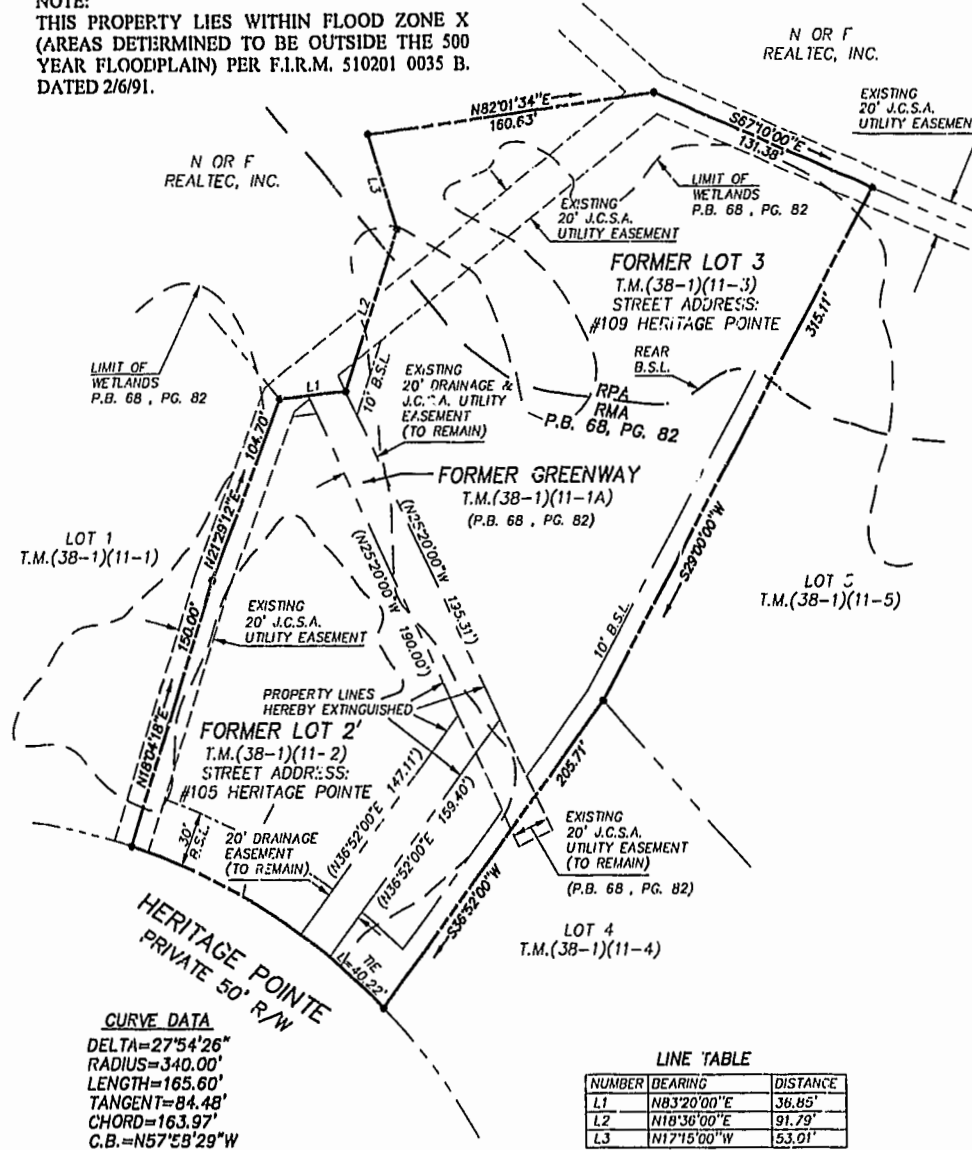 NOTE:
THIS PROPERTY LIES WITHIN FLOOD ZONE X
(AREAS DETERMINED TO BE OUTSIDE THE 500
YEAR FLOODPLAIN) PER F.I.R.M. 510201 0035 B.
DATED 2/6/91.
N OR F
REALTEC, INC.
N OR F
REALTEC, INC.
EXISTING
20' J.C.S.A.
UTILITY EASEMENT
N82°01'34"E
160.63'
S67°10'00"E
131.38'
L3
LIMIT OF
WETLANDS
P.B. 68 , PG. 82
EXISTING
20' J.C.S.A.
UTILITY EASEMENT
FORMER LOT 3
T.M.(38-1)(11-3)
STREET ADDRESS:
#109 HERITAGE POINTE
315.11'
L2
REAR
B.S.L.
LIMIT OF
WETLANDS
P.B. 68 , PG. 82
L1
10' B.S.L.
EXISTING
20' DRAINAGE &
J.C.S.A. UTILITY
EASEMENT
(TO REMAIN)
RPA
RMA
P.B. 68, PG. 82
104.70'
N21°29'12"E
FORMER GREENWAY
T.M.(38-1)(11-1A)
(P.B. 68 , PG. 82)
(N25°20'00"W 135.31')
(N25°20'00"W 190.00')
S29°00'00"W
LOT 1
T.M.(38-1)(11-1)
LOT 5
T.M.(38-1)(11-5)
EXISTING
20' J.C.S.A.
UTILITY EASEMENT
150.00'
N18°04'18"E
10' B.S.L.
PROPERTY LINES
HEREBY EXTINGUISHED
FORMER LOT 2
T.M.(38-1)(11-2)
STREET ADDRESS:
#105 HERITAGE POINTE
205.71'
S36°52'00"W
(N36°52'00"E 147.11')
(N36°52'00"E 159.40')
30'
B.S.L.
20' DRAINAGE
EASEMENT
(TO REMAIN)
EXISTING
20' J.C.S.A.
UTILITY EASEMENT
(TO REMAIN)
(P.B. 68 , PG. 82)
LOT 4
T.M.(38-1)(11-4)
TIE
L=40.22'
HERITAGE POINTE
PRIVATE 50' R/W
CURVE DATA
DELTA=27°54'26"
RADIUS=340.00'
LENGTH=165.60'
TANGENT=84.48'
CHORD=163.97'
C.B.=N57°58'29"W
LINE TABLE
NUMBER BEARING DISTANCE
L1 N83°20'00"E 36.85'
L2 N18°36'00"E 91.79'
L3 N17°15'00"W 53.01'